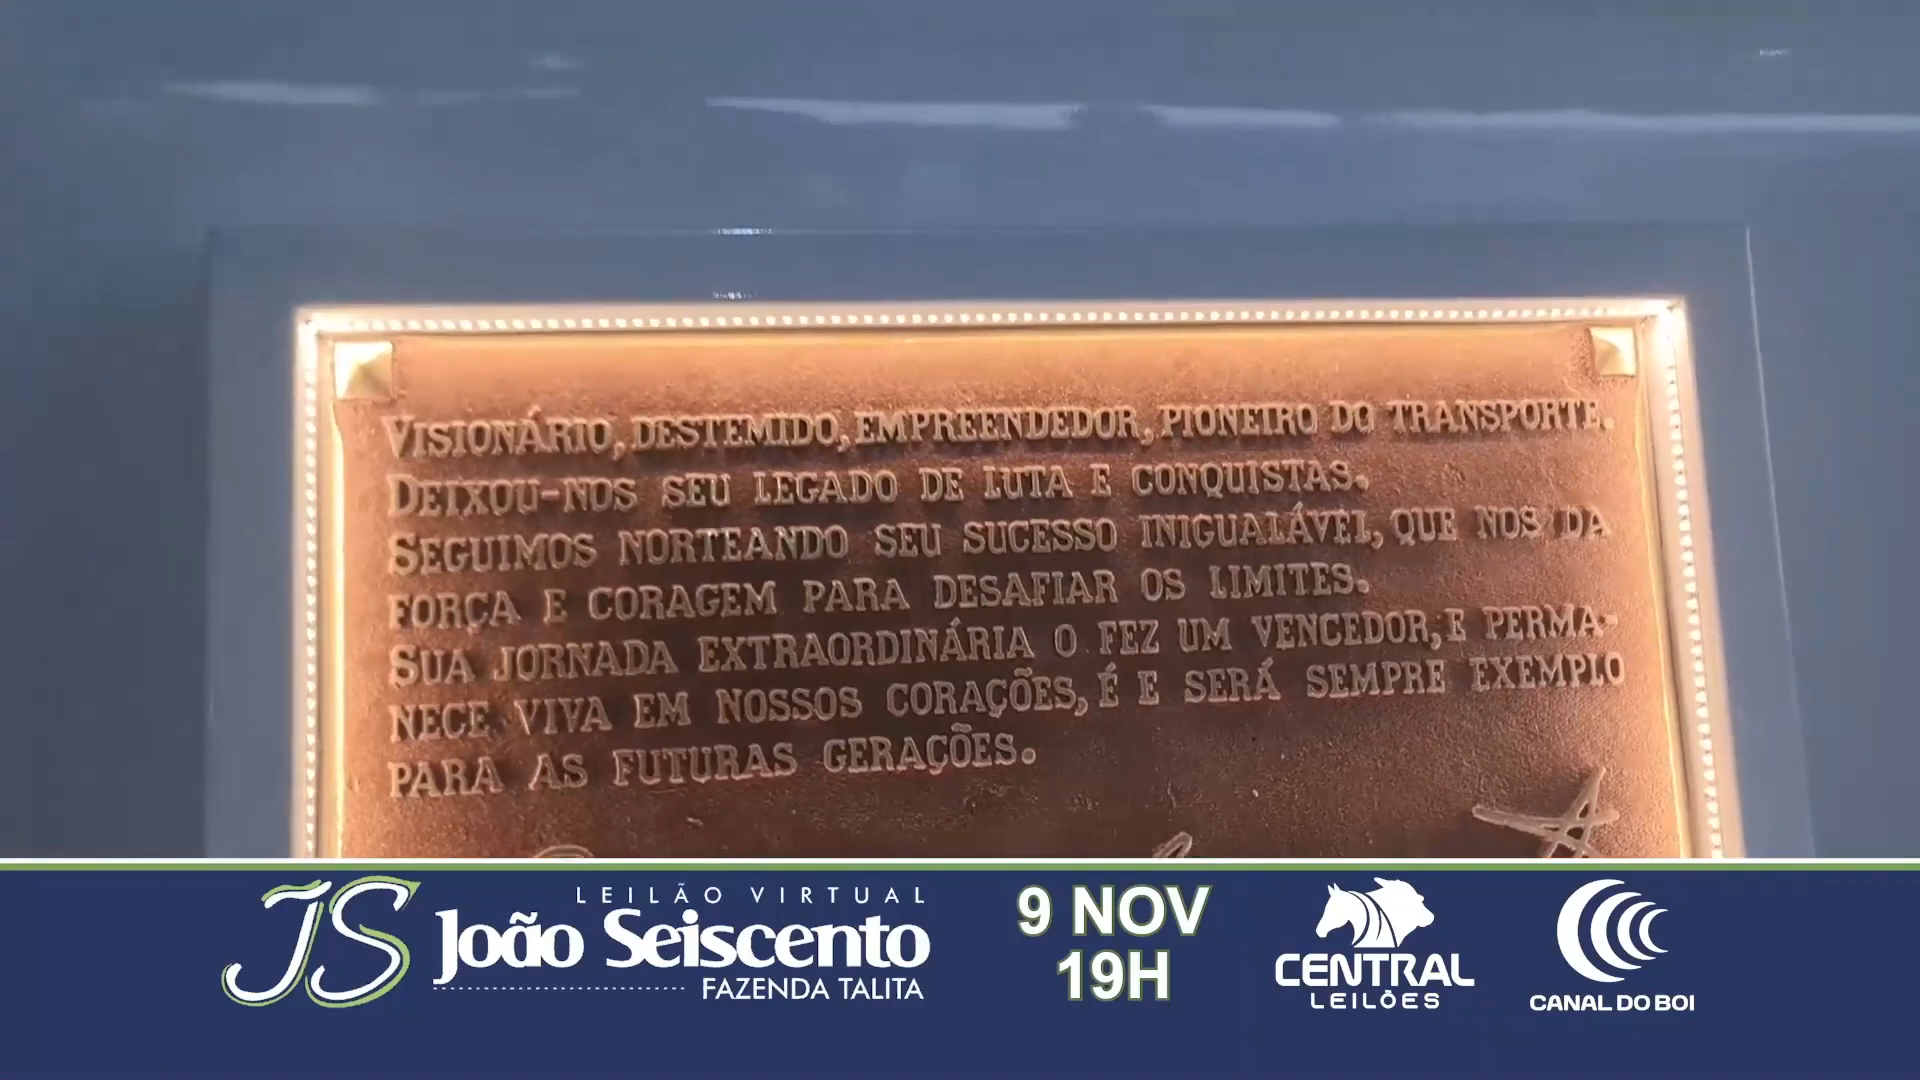 VISIONÁRIO, DESTEMIDO, EMPREENDEDOR, PIONEIRO DO TRANSPORTE.
DEIXOU-NOS SEU LEGADO DE LUTA E CONQUISTAS.
SEGUIMOS NORTEANDO SEU SUCESSO INIGUALÁVEL, QUE NOS DA
FORÇA E CORAGEM PARA DESAFIAR OS LIMITES.
SUA JORNADA EXTRAORDINÁRIA O FEZ UM VENCEDOR, E PERMA-
NECE VIVA EM NOSSOS CORAÇÕES, É E SERÁ SEMPRE EXEMPLO
PARA AS FUTURAS GERAÇÕES.
JS
LEILÃO VIRTUAL
João Seiscento
FAZENDA TALITA
9 NOV
19H
CENTRAL
LEILÕES
CANAL DO BOI